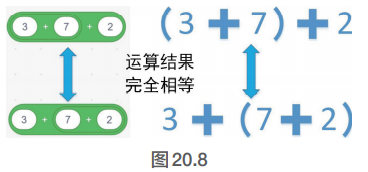 3 + 7 + 2
(3 + 7) + 2
运算结果
完全相等
3 + 7 + 2
3 + (7 + 2)
图20.8